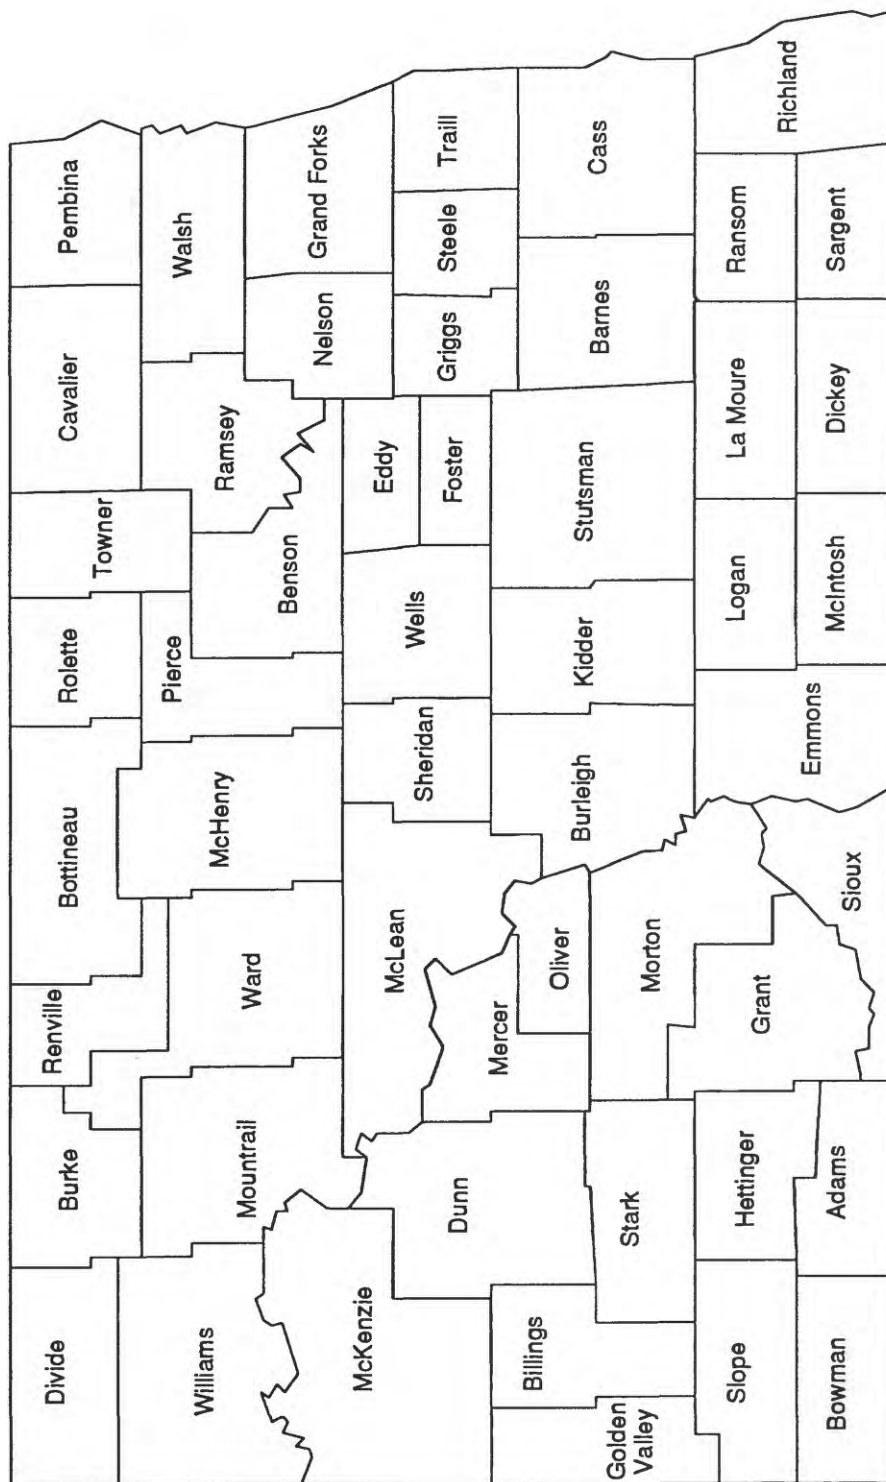 Divide
Burke
Renville
Bottineau
Rolette
Towner
Cavalier
Pembina
Williams
Mountrail
Ward
McHenry
Pierce
Benson
Ramsey
Walsh
Nelson
Grand Forks
McKenzie
Dunn
Mercer
McLean
Sheridan
Wells
Eddy
Foster
Griggs
Steele
Traill
Golden
Valley
Billings
Stark
Oliver
Morton
Burleigh
Kidder
Stutsman
Barnes
Cass
Slope
Hettinger
Grant
Logan
La Moure
Ransom
Richland
Bowman
Adams
Sioux
Emmons
McIntosh
Dickey
Sargent